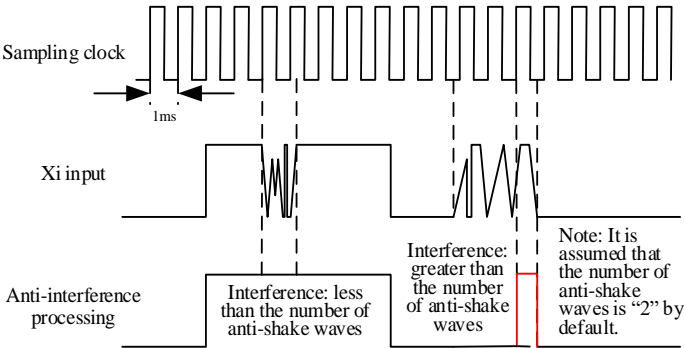 Sampling clock
1ms
Xi input
Anti-interference
processing
Interference: less
than the number of
anti-shake waves
Interference:
greater than
the number
of anti-shake
waves
Note: It is
assumed that
the number of
anti-shake
waves is “2” by
default.